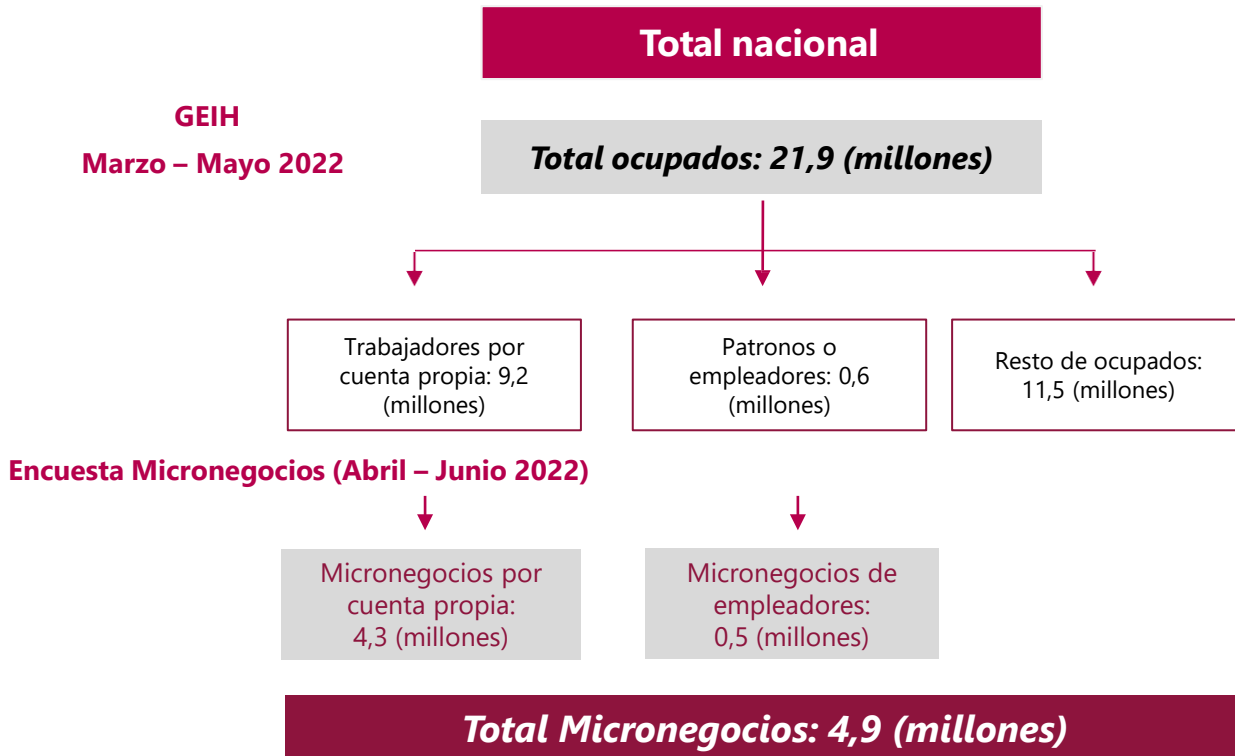 Total nacional
GEIH
Marzo – Mayo 2022
Total ocupados: 21,9 (millones)
Trabajadores por
cuenta propia: 9,2
(millones)
Patronos o
empleadores: 0,6
(millones)
Resto de ocupados:
11,5 (millones)
Encuesta Micronegocios (Abril – Junio 2022)
Micronegocios por
cuenta propia:
4,3 (millones)
Micronegocios de
empleadores:
0,5 (millones)
Total Micronegocios: 4,9 (millones)